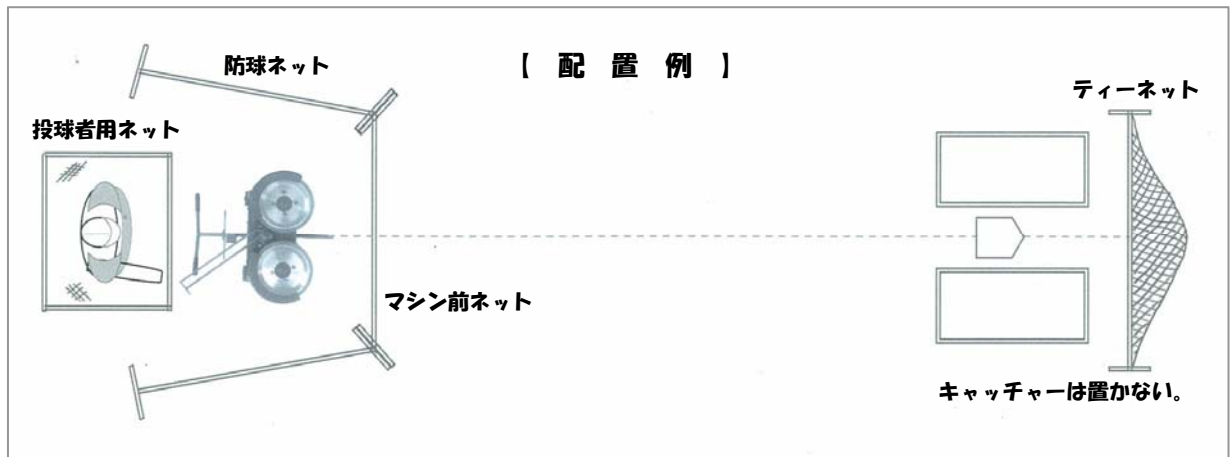 【 配 置 例 】
防球ネット
ティーネット
投球者用ネット
マシン前ネット
キャッチャーは置かない。